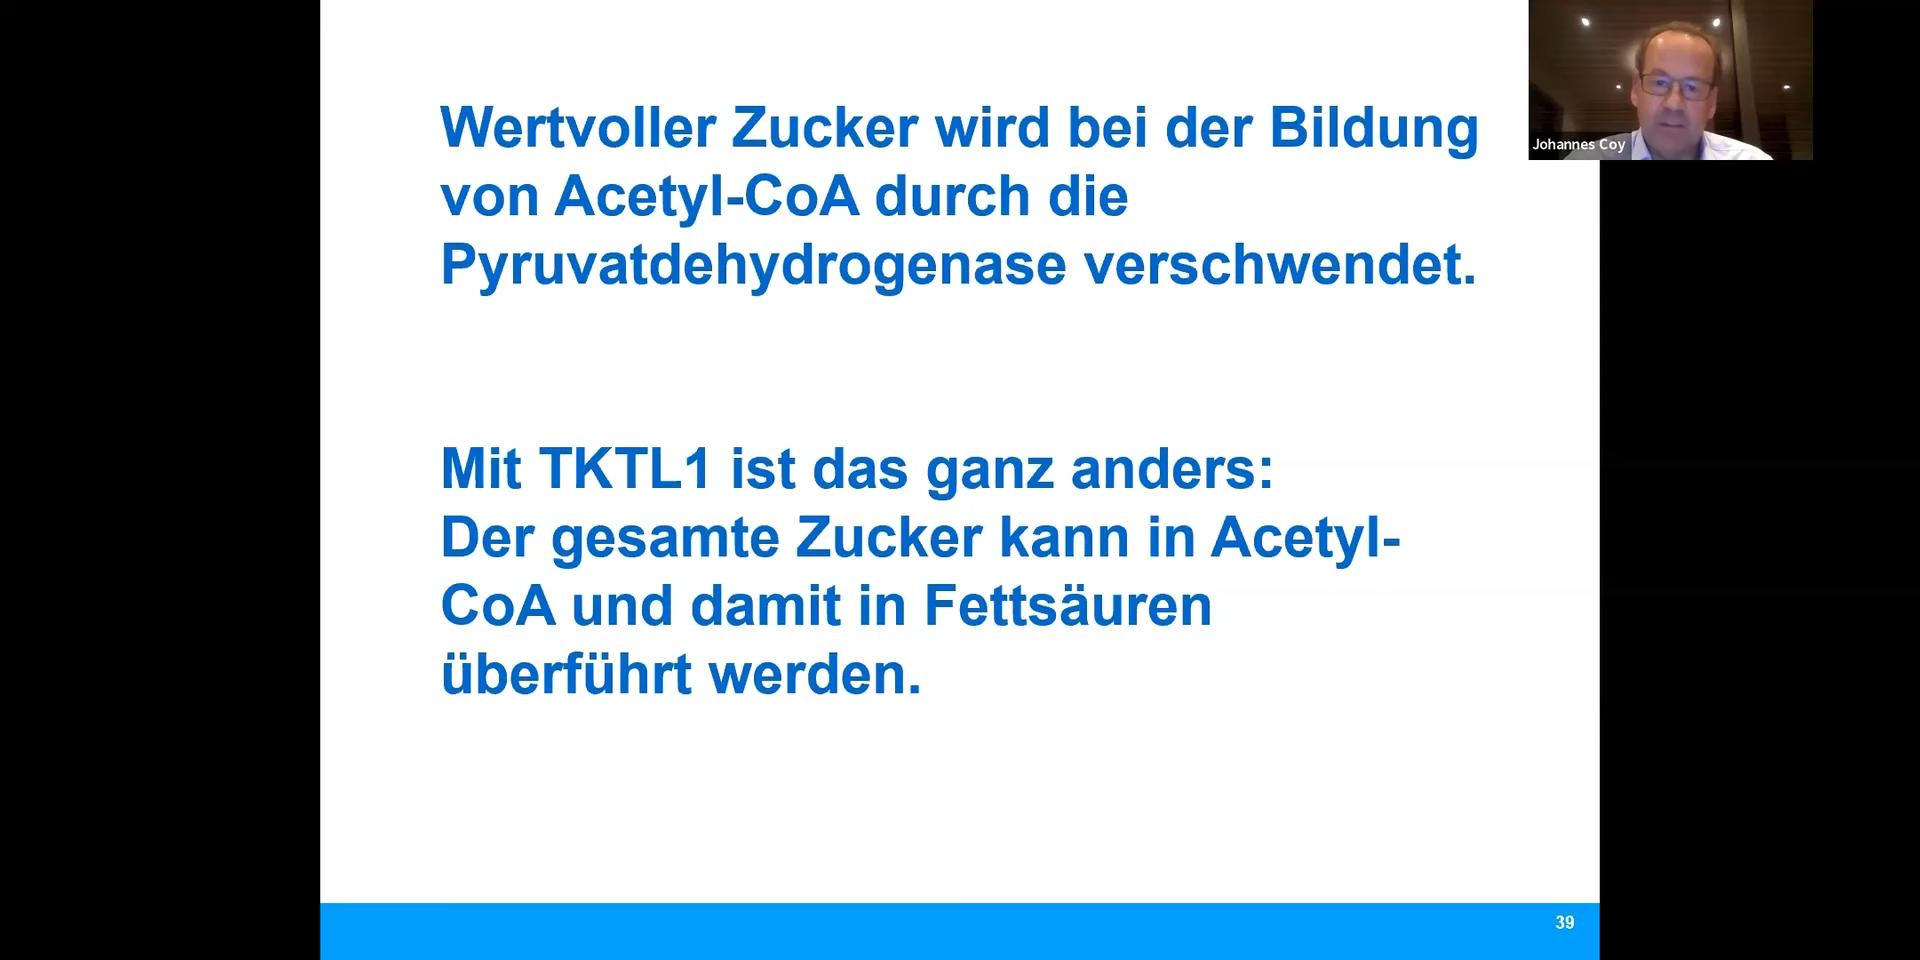 Wertvoller Zucker wird bei der Bildung
von Acetyl-CoA durch die
Pyruvatdehydrogenase verschwendet.
Mit TKTL1 ist das ganz anders:
Der gesamte Zucker kann in Acetyl-
CoA und damit in Fettsäuren
überführt werden.
Johannes Coy
39